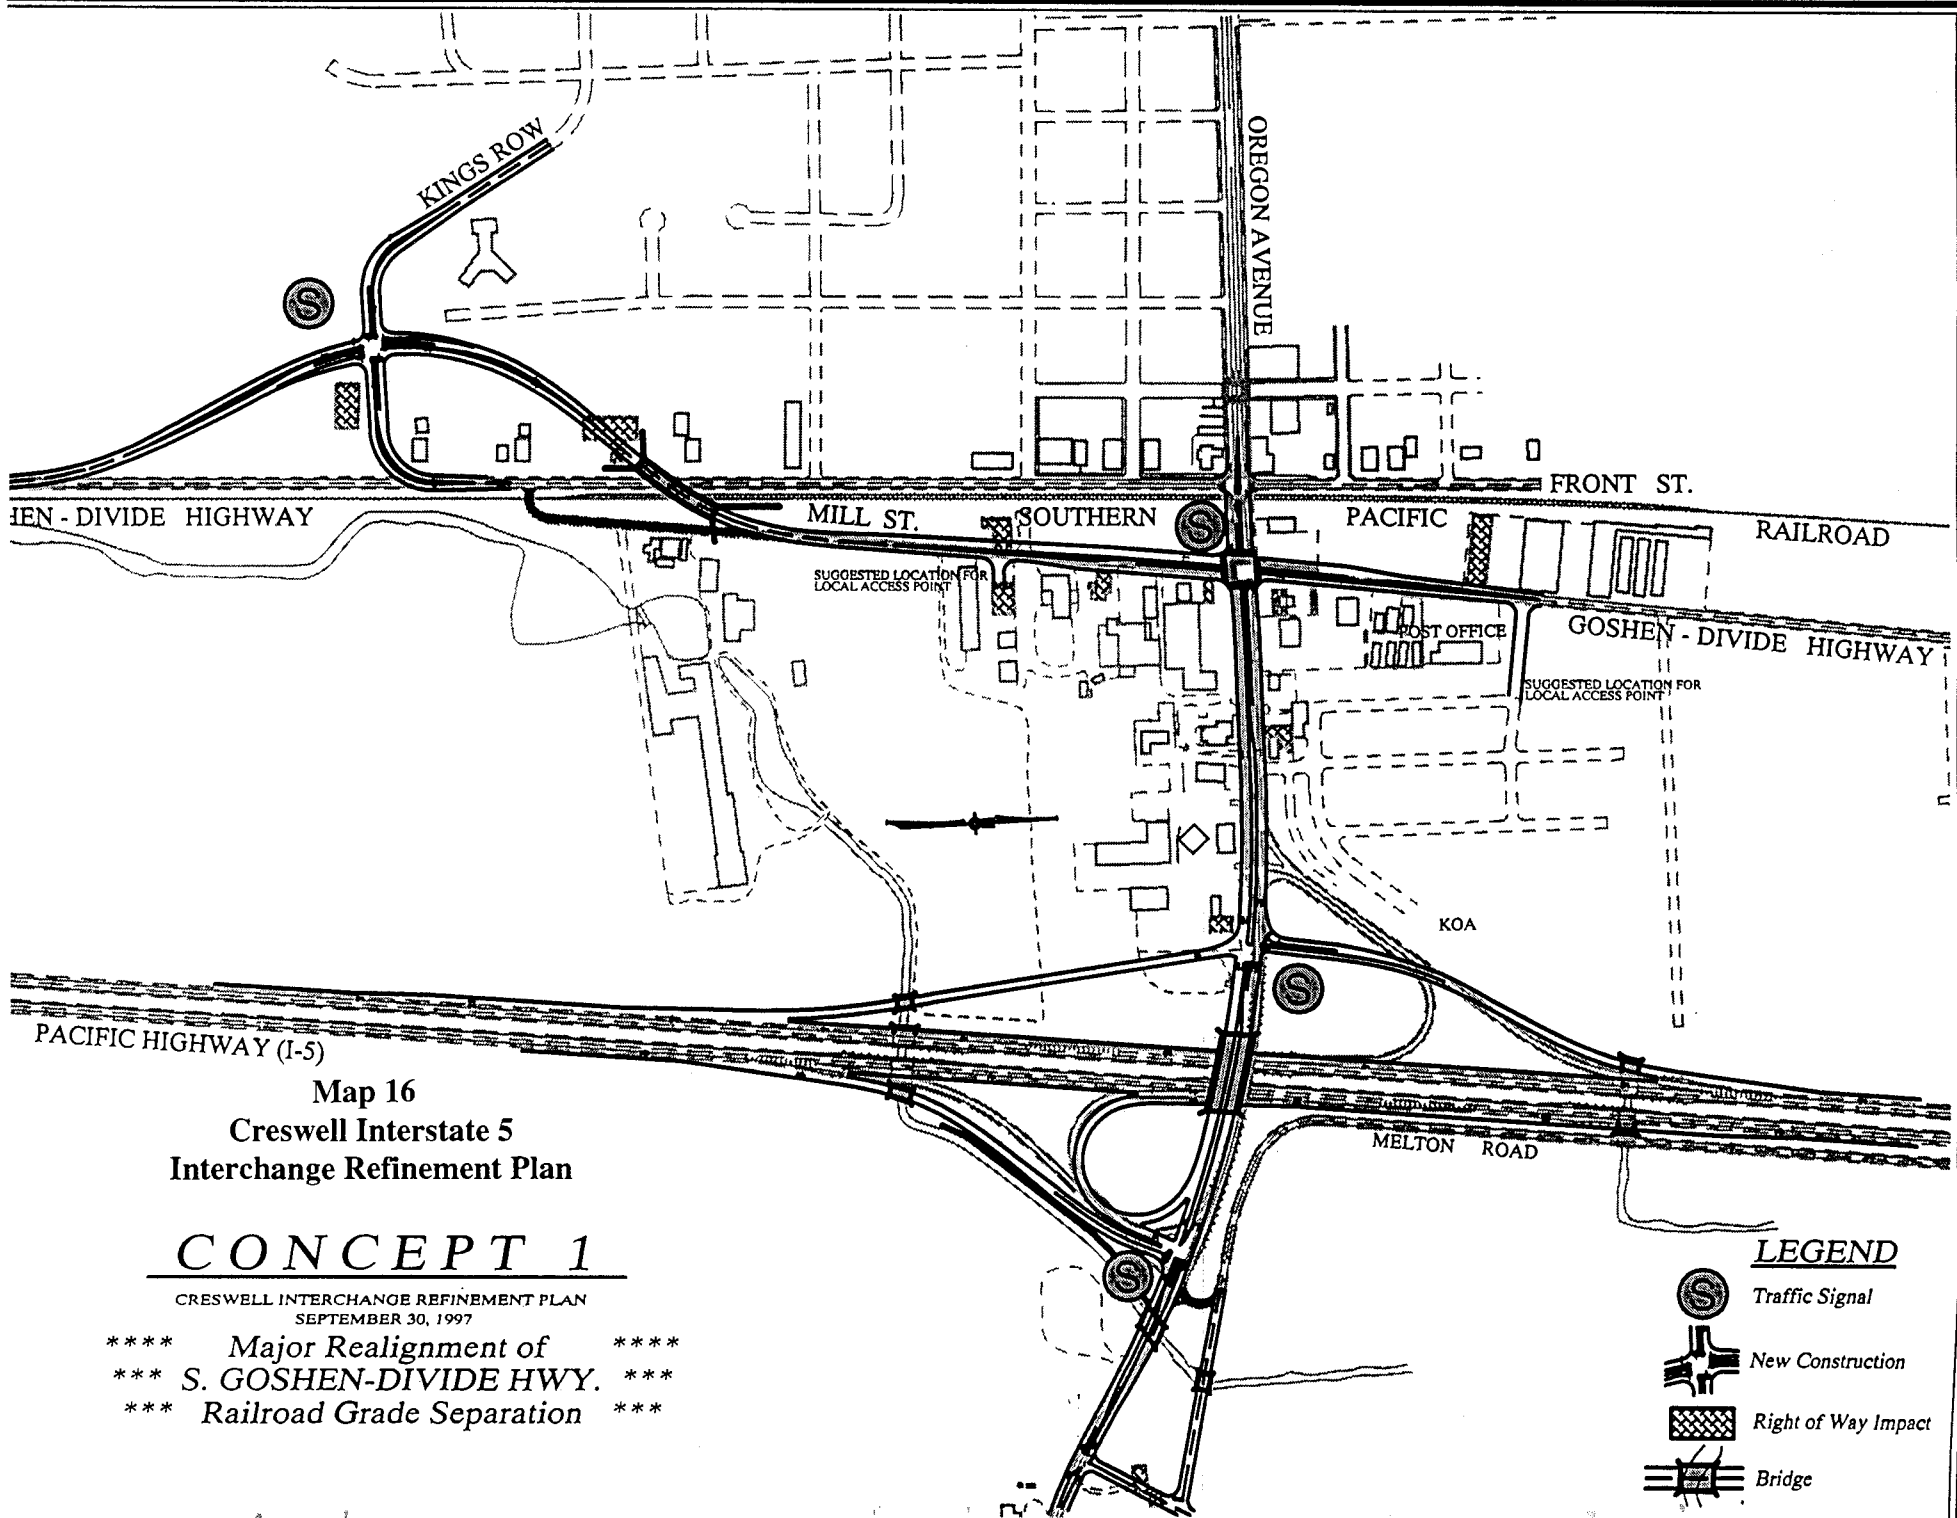 KINGS ROW
OREGON AVENUE
S
FRONT ST.
HEN - DIVIDE HIGHWAY
MILL ST.
SOUTHERN
S
PACIFIC
RAILROAD
SUGGESTED LOCATION FOR
LOCAL ACCESS POINT
POST OFFICE
GOSHEN - DIVIDE HIGHWAY
SUGGESTED LOCATION FOR
LOCAL ACCESS POINT
KOA
S
PACIFIC HIGHWAY (I-5)
MELTON ROAD
Map 16
Creswell Interstate 5
Interchange Refinement Plan
CONCEPT 1
CRESWELL INTERCHANGE REFINEMENT PLAN
SEPTEMBER 30, 1997
**** Major Realignment of ****
*** S. GOSHEN-DIVIDE HWY. ***
*** Railroad Grade Separation ***
S
LEGEND
S Traffic Signal
New Construction
Right of Way Impact
Bridge